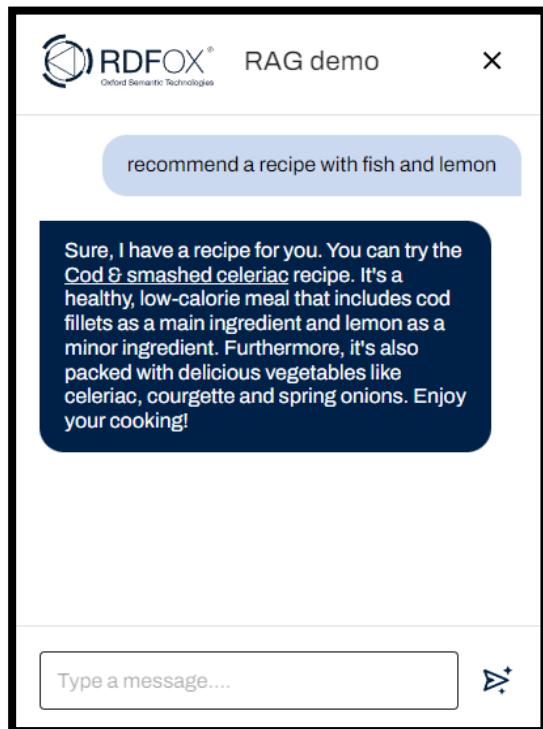 RDFOX®
Oxford Semantic Technologies
RAG demo
recommend a recipe with fish and lemon
Sure, I have a recipe for you. You can try the
Cod & smashed celeriac recipe. It's a
healthy, low-calorie meal that includes cod
fillets as a main ingredient and lemon as a
minor ingredient. Furthermore, it's also
packed with delicious vegetables like
celeriac, courgette and spring onions. Enjoy
your cooking!
Type a message....